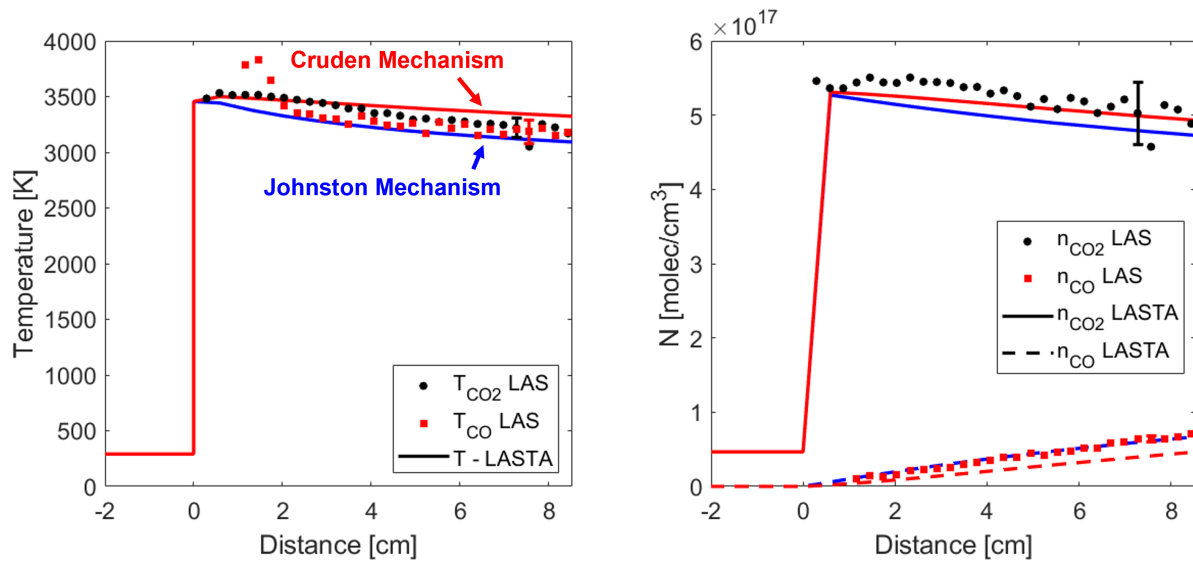 4000
3500
3000
2500
2000
1500
1000
500
0
-2
0
2
4
6
8
Temperature [K]
Distance [cm]
Cruden Mechanism
Johnston Mechanism
T_CO2 LAS
T_CO LAS
T - LASTA
×10^17
6
5
4
3
2
1
0
-2
0
2
4
6
8
N [molec/cm^3]
Distance [cm]
n_CO2 LAS
n_CO LAS
n_CO2 LASTA
n_CO LASTA